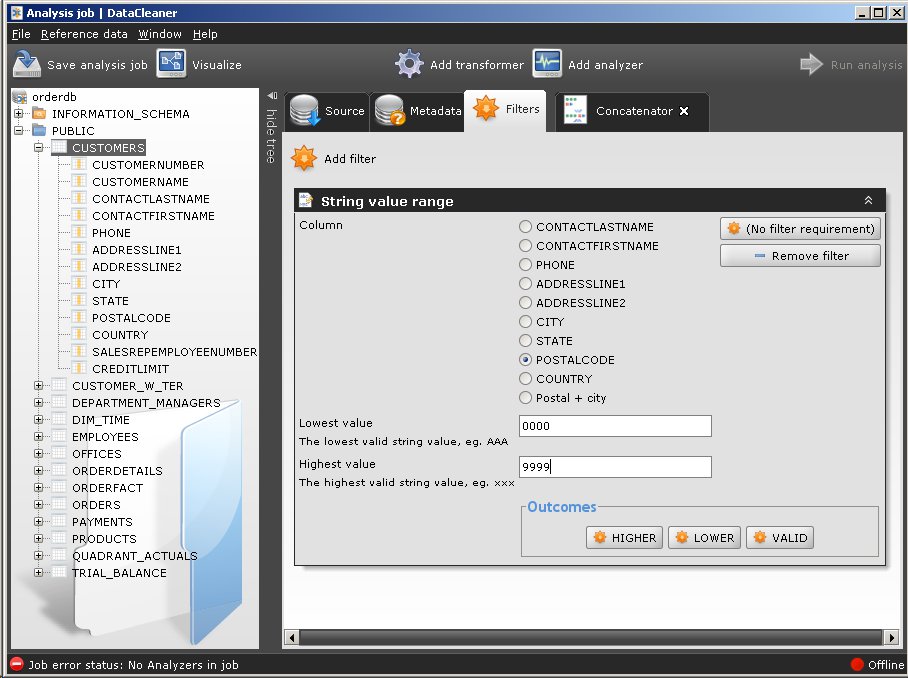 Analysis job | DataCleaner
File Reference data Window Help
Save analysis job Visualize Add transformer Add analyzer Run analysis
orderdb
INFORMATION_SCHEMA
PUBLIC
CUSTOMERS
CUSTOMERNUMBER
CUSTOMERNAME
CONTACTLASTNAME
CONTACTFIRSTNAME
PHONE
ADDRESSLINE1
ADDRESSLINE2
CITY
STATE
POSTALCODE
COUNTRY
SALESREPEMPLOYEENUMBER
CREDITLIMIT
CUSTOMER_W_TER
DEPARTMENT_MANAGERS
DIM_TIME
EMPLOYEES
OFFICES
ORDERDETAILS
ORDERFACT
ORDERS
PAYMENTS
PRODUCTS
QUADRANT_ACTUALS
TRIAL_BALANCE
hide tree
Source Metadata Filters Concatenator
Add filter
String value range
Column
CONTACTLASTNAME
CONTACTFIRSTNAME
PHONE
ADDRESSLINE1
ADDRESSLINE2
CITY
STATE
POSTALCODE
COUNTRY
Postal + city
(No filter requirement)
Remove filter
Lowest value
The lowest valid string value, eg. AAA
0000
Highest value
The highest valid string value, eg. xxx
9999
Outcomes
HIGHER LOWER VALID
Job error status: No Analyzers in job
Offline